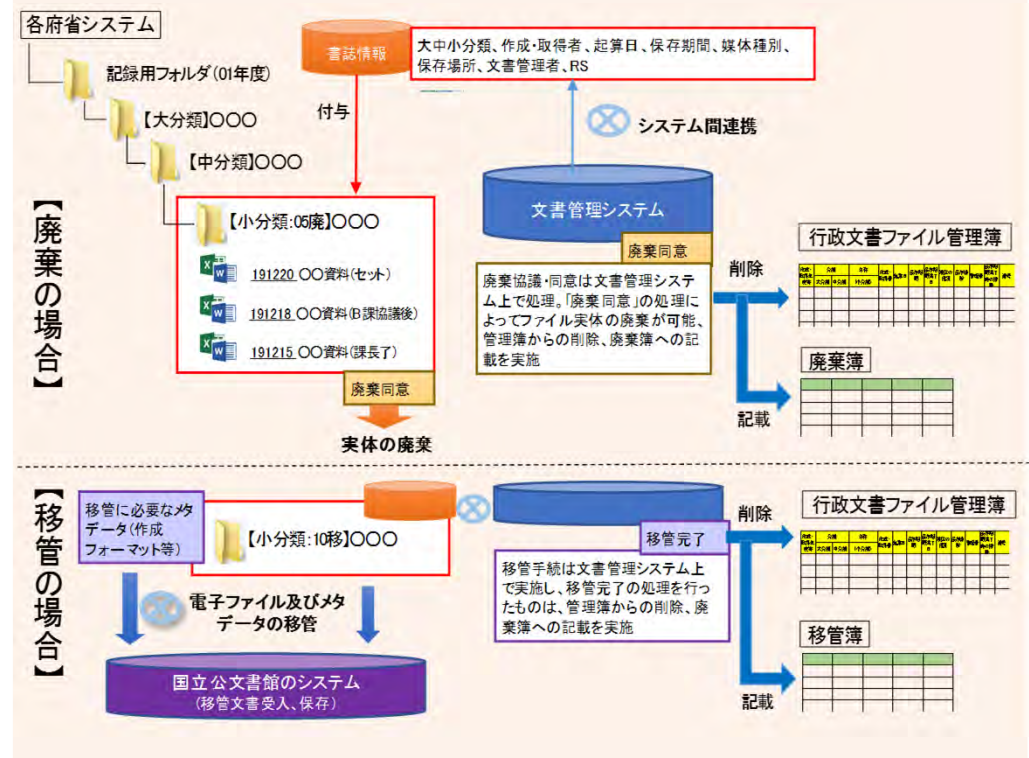 各府省システム
記録用フォルダ(01年度)
【大分類】〇〇〇
【中分類】〇〇〇
書誌情報
付与
大中小分類、作成・取得者、起算日、保存期間、媒体種別、
保存場所、文書管理者、RS
システム間連携
【廃棄の場合】
【小分類:05廃】〇〇〇
191220 〇〇資料(セット)
191218 〇〇資料(B課協議後)
191215 〇〇資料(課長了)
廃棄同意
実体の廃棄
文書管理システム
廃棄同意
廃棄協議・同意は文書管理システ
ム上で処理。「廃棄同意」の処理に
よってファイル実体の廃棄が可能、
管理簿からの削除、廃棄簿への記
載を実施
削除
記載
行政文書ファイル管理簿
廃棄簿
【移管の場合】
移管に必要なメタ
データ(作成
フォーマット等)
【小分類:10移】〇〇〇
電子ファイル及びメタ
データの移管
国立公文書館のシステム
(移管文書受入、保存)
移管完了
移管手続は文書管理システム上
で実施し、移管完了の処理を行っ
たものは、管理簿からの削除、廃
棄簿への記載を実施
削除
記載
行政文書ファイル管理簿
移管簿